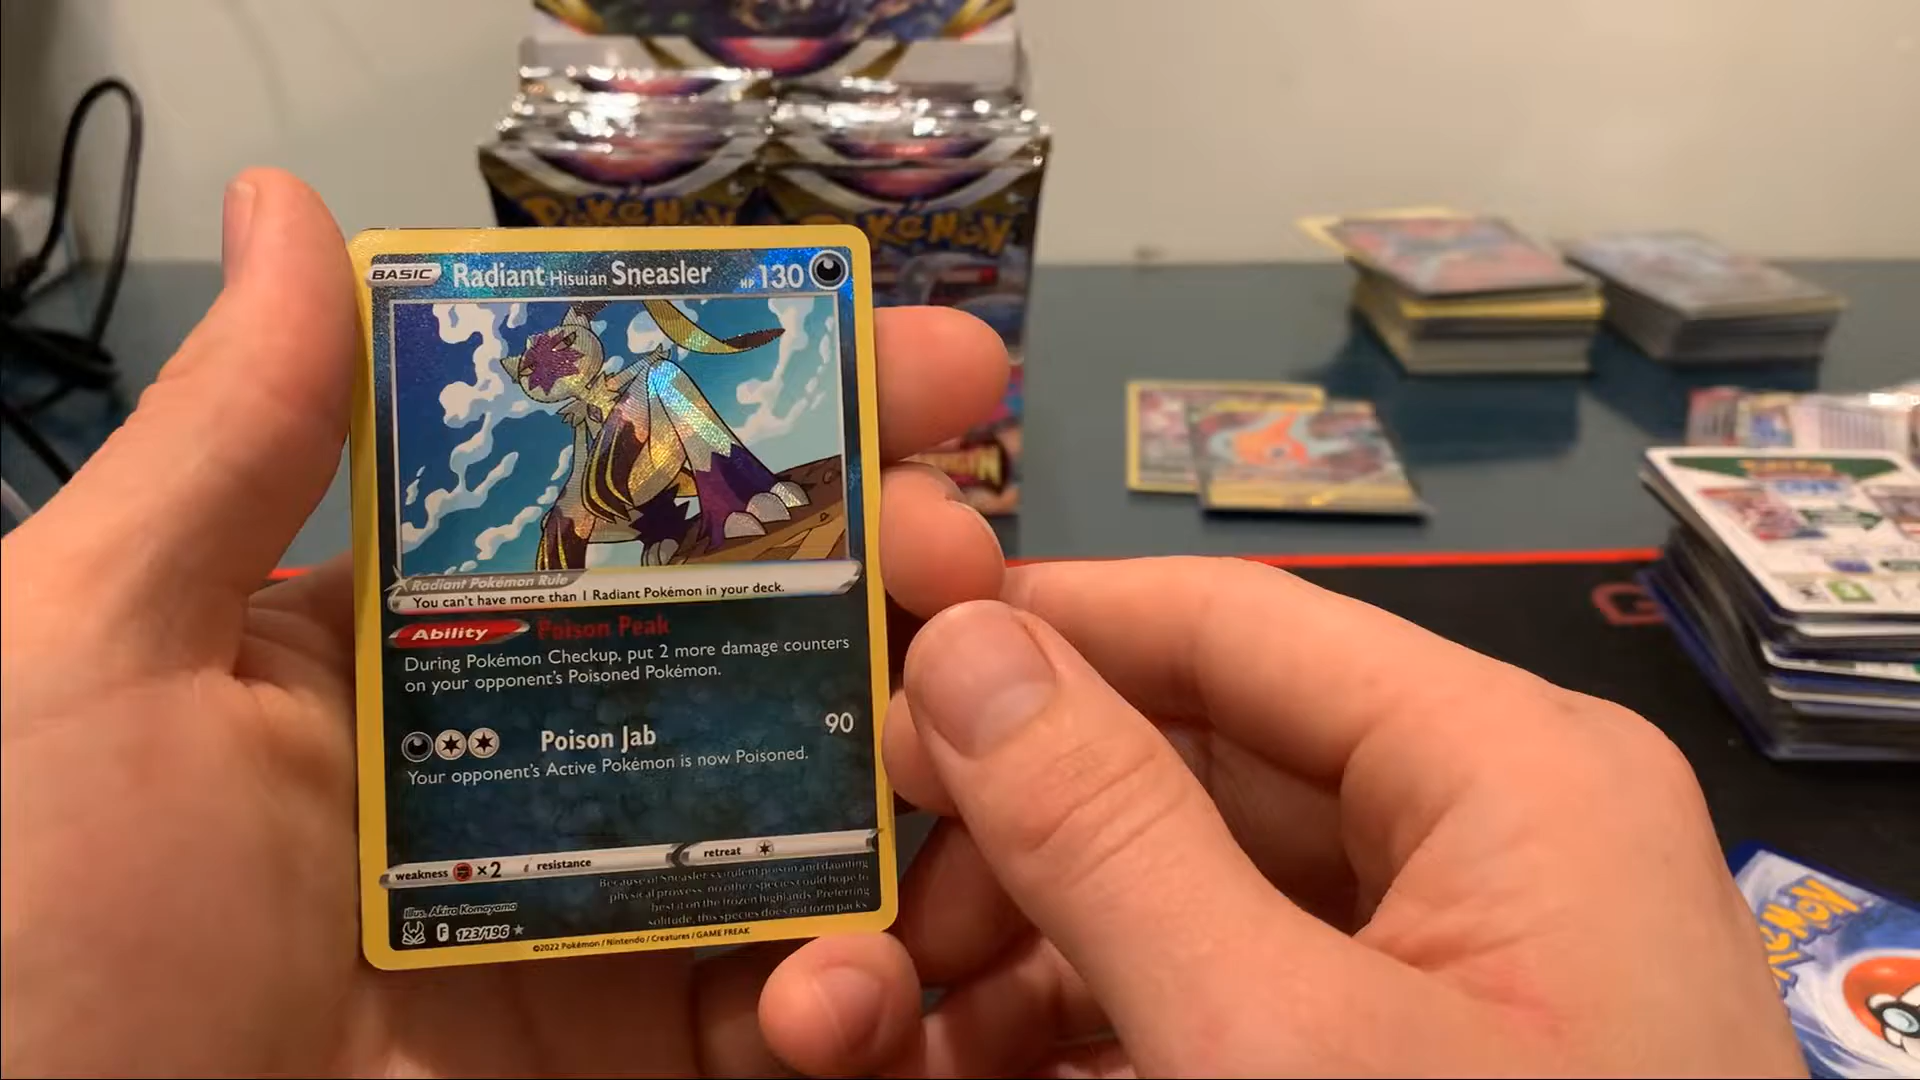 POKÉMON
POKÉMON
BASIC Radiant Hisuian Sneasler HP 130
Radiant Pokémon Rule
You can't have more than 1 Radiant Pokémon in your deck.
Ability Poison Peak
During Pokémon Checkup, put 2 more damage counters
on your opponent's Poisoned Pokémon.
Poison Jab 90
Your opponent's Active Pokémon is now Poisoned.
weakness ×2 resistance retreat
Because of Sneasler's virulent poison and daunting
physical prowess, no other species could hope to
best it on the frozen highlands. Preferring
solitude, this species does not form packs.
Illus. Akira Komayama
F 123/196
©2022 Pokémon / Nintendo / Creatures / GAME FREAK